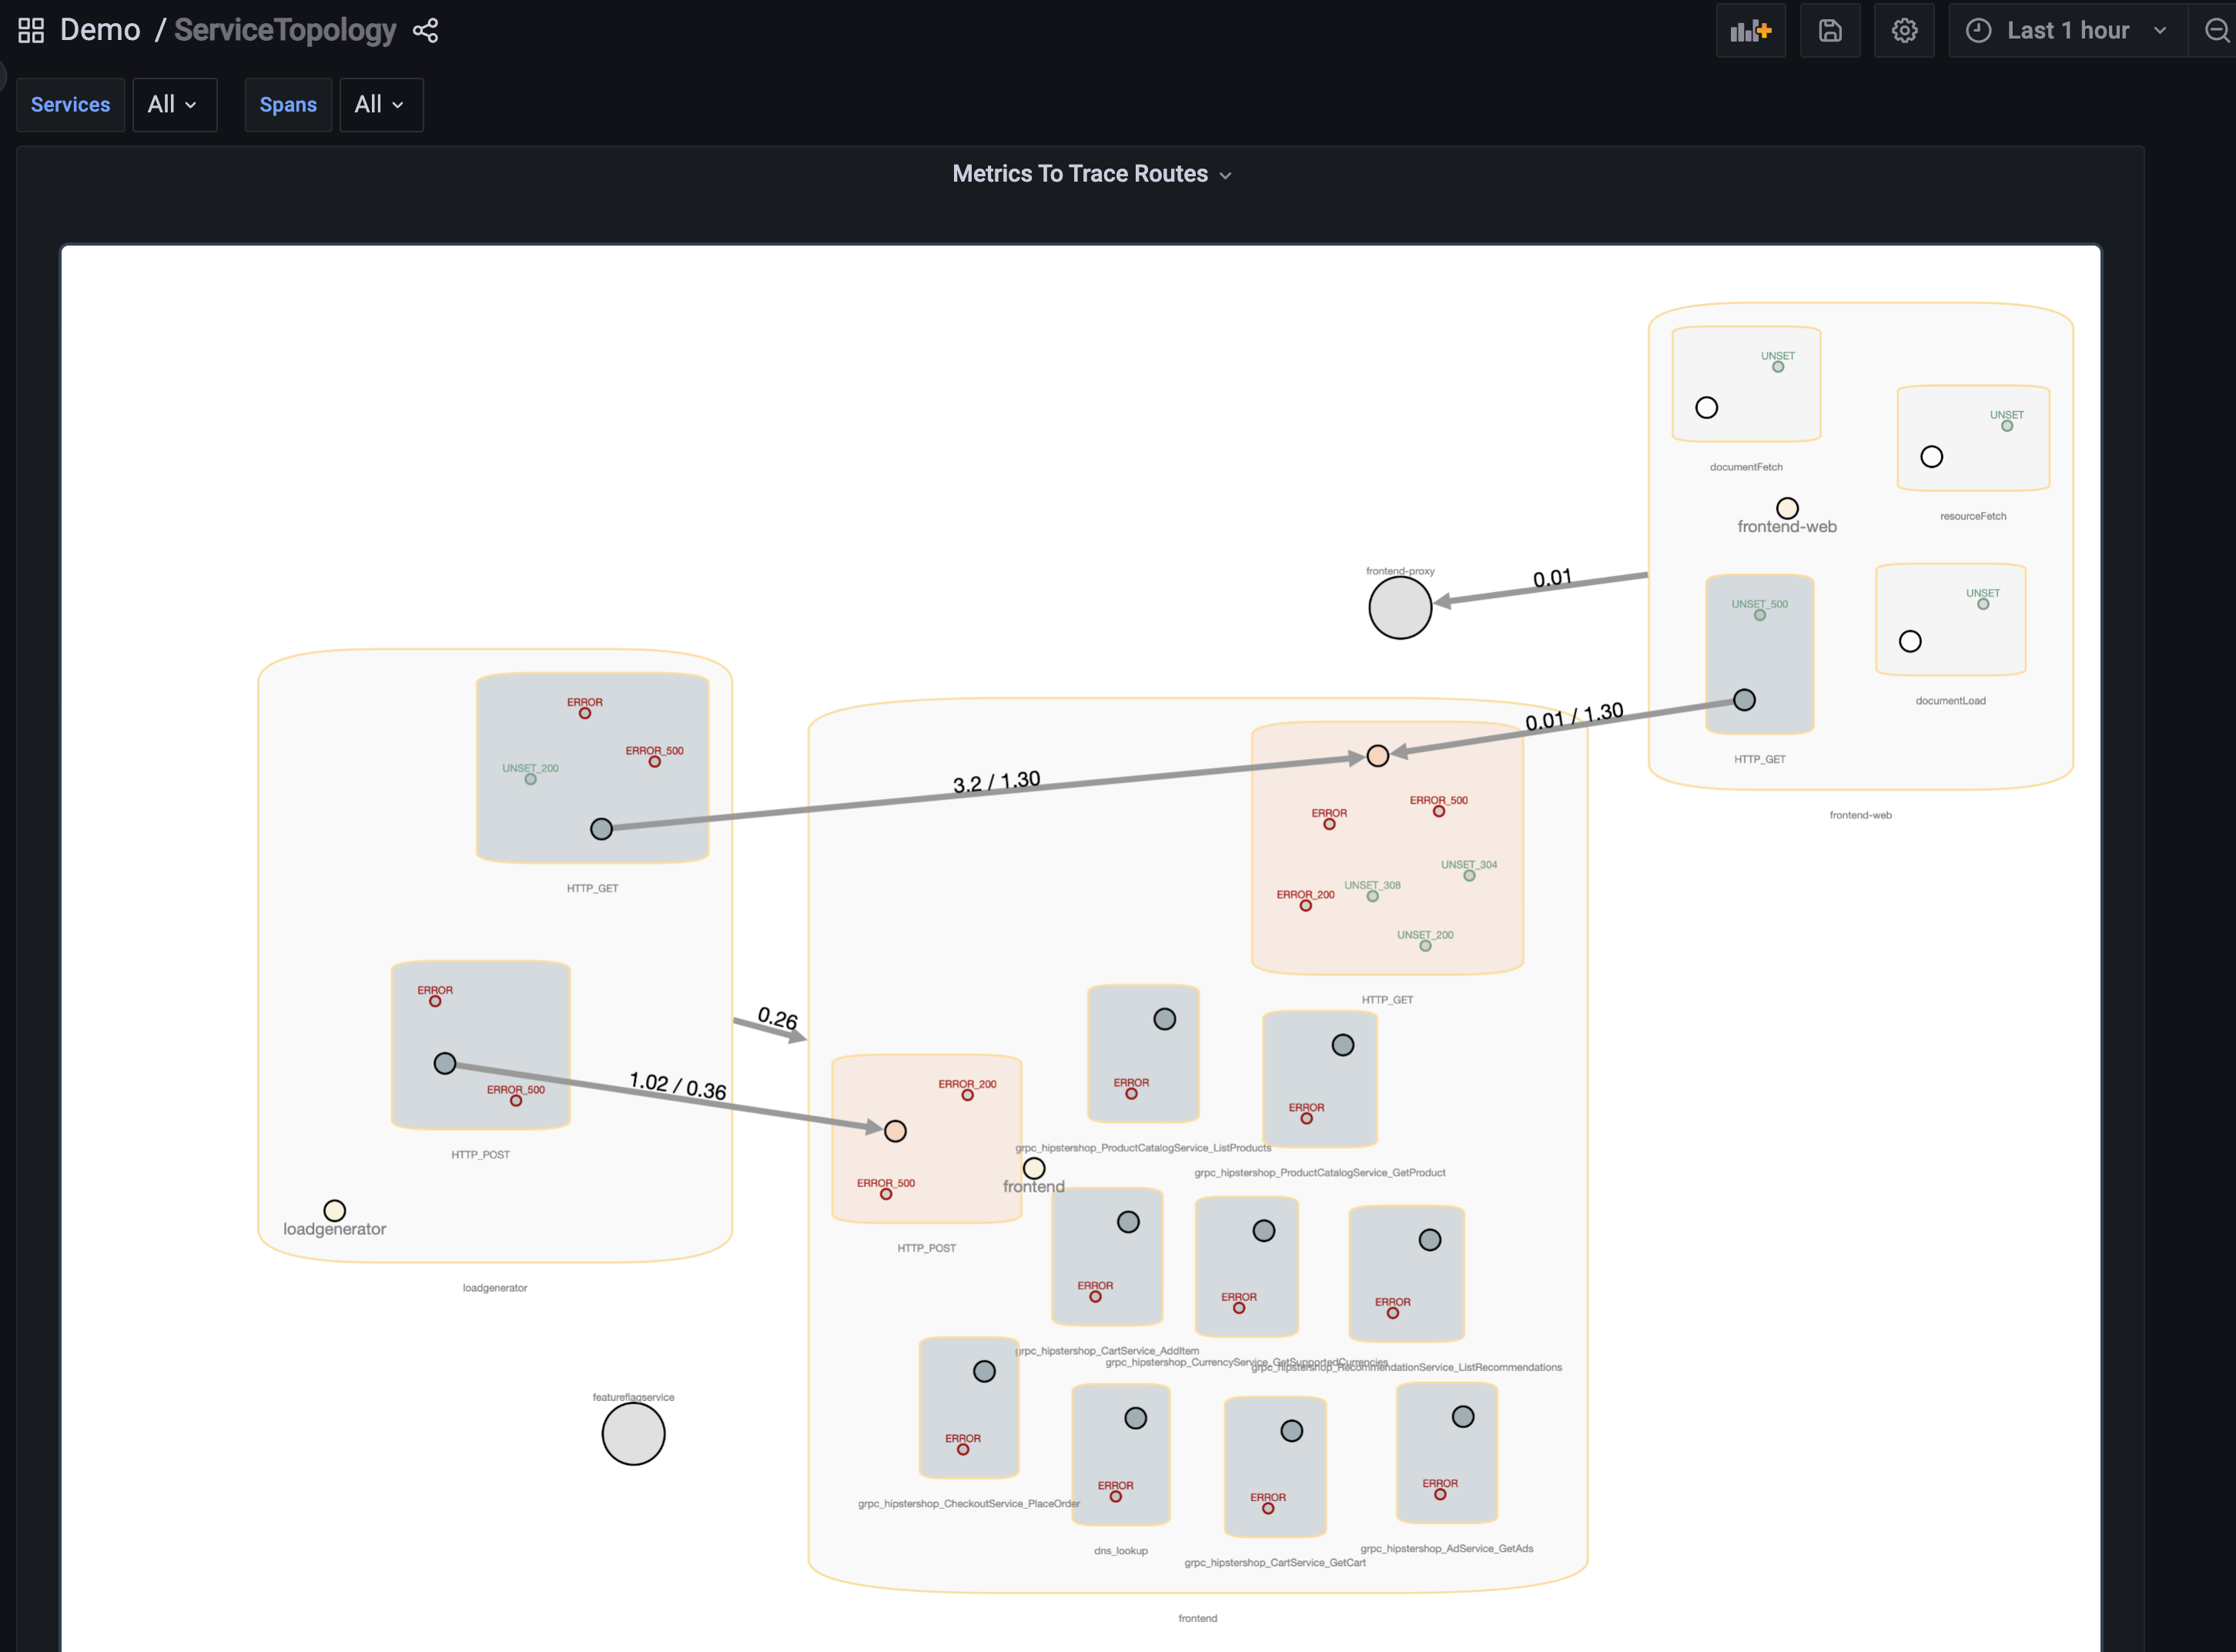 Demo / ServiceTopology
Last 1 hour
Services
All
Spans
All
Metrics To Trace Routes
UNSET
documentFetch
UNSET
resourceFetch
frontend-web
frontend-proxy
0.01
UNSET_500
UNSET
documentLoad
HTTP_GET
frontend-web
0.01 / 1.30
ERROR
ERROR_500
UNSET_200
HTTP_GET
3.2 / 1.30
ERROR
ERROR_500
UNSET_304
UNSET_308
ERROR_200
UNSET_200
HTTP_GET
ERROR
ERROR_500
HTTP_POST
loadgenerator
loadgenerator
0.26
1.02 / 0.36
ERROR_200
ERROR_500
HTTP_POST
frontend
ERROR
grpc_hipstershop_ProductCatalogService_ListProducts
ERROR
grpc_hipstershop_ProductCatalogService_GetProduct
ERROR
grpc_hipstershop_CartService_AddItem
ERROR
grpc_hipstershop_CurrencyService_GetSupportedCurrencies
ERROR
grpc_hipstershop_RecommendationService_ListRecommendations
featureflagservice
ERROR
grpc_hipstershop_CheckoutService_PlaceOrder
ERROR
dns_lookup
ERROR
grpc_hipstershop_CartService_GetCart
ERROR
grpc_hipstershop_AdService_GetAds
frontend